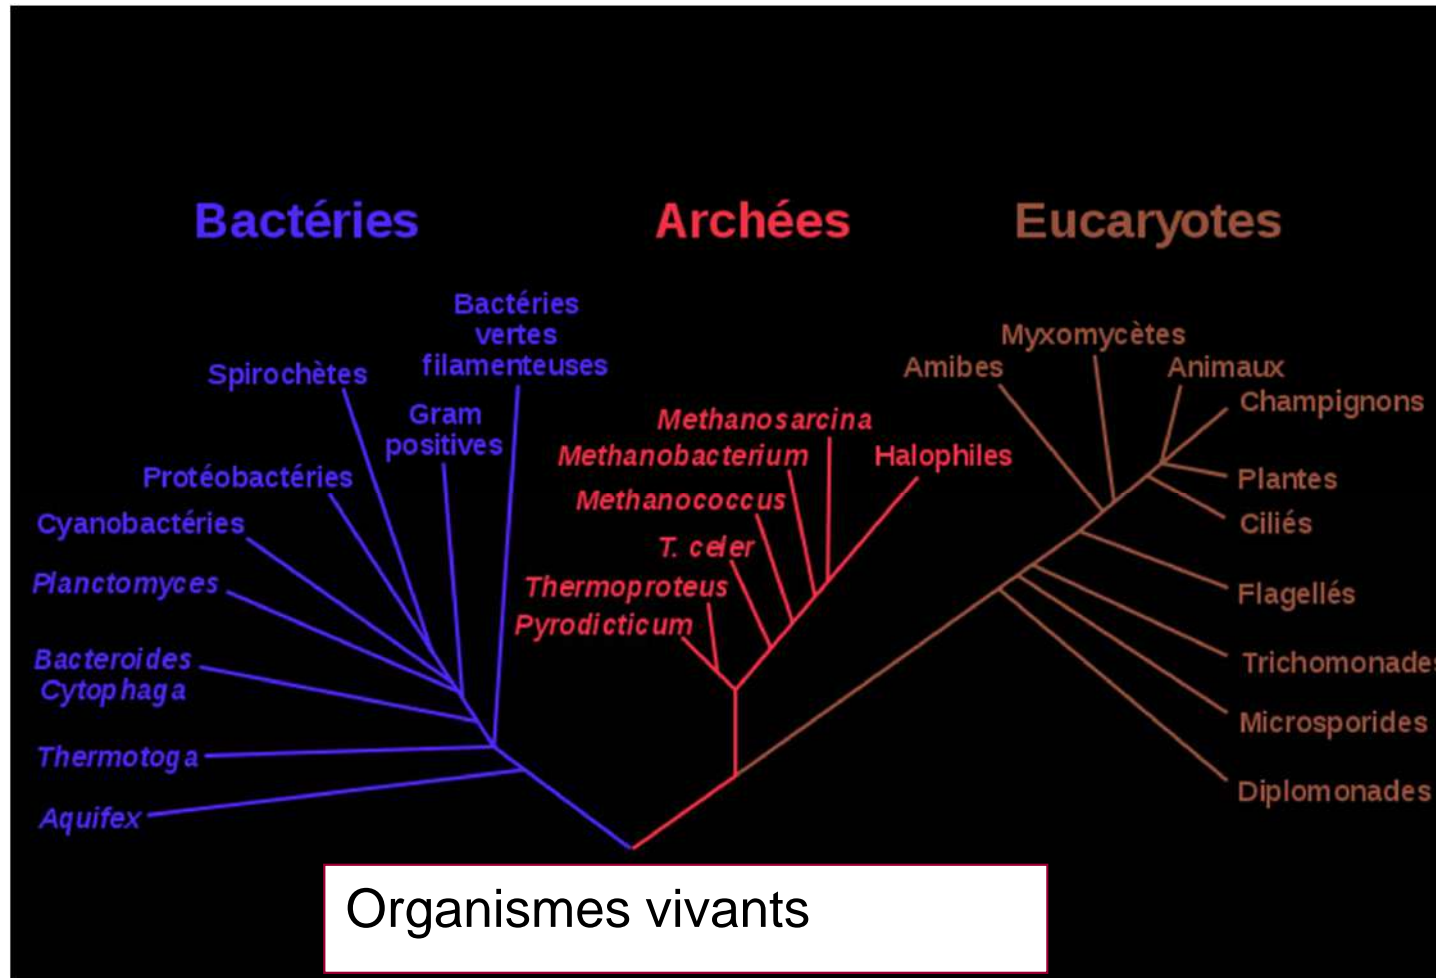 Bactéries
Archées
Eucaryotes
Bactéries
vertes
filamenteuses
Spirochètes
Gram
positives
Protéobactéries
Cyanobactéries
Planctomyces
Bacteroides
Cytophaga
Thermotoga
Aquifex
Methanosarcina
Methanobacterium
Halophiles
Methanococcus
T. celer
Thermoproteus
Pyrodicticum
Myxomycètes
Amibes
Animaux
Champignons
Plantes
Ciliés
Flagellés
Trichomonades
Microsporides
Diplomonades
Organismes vivants